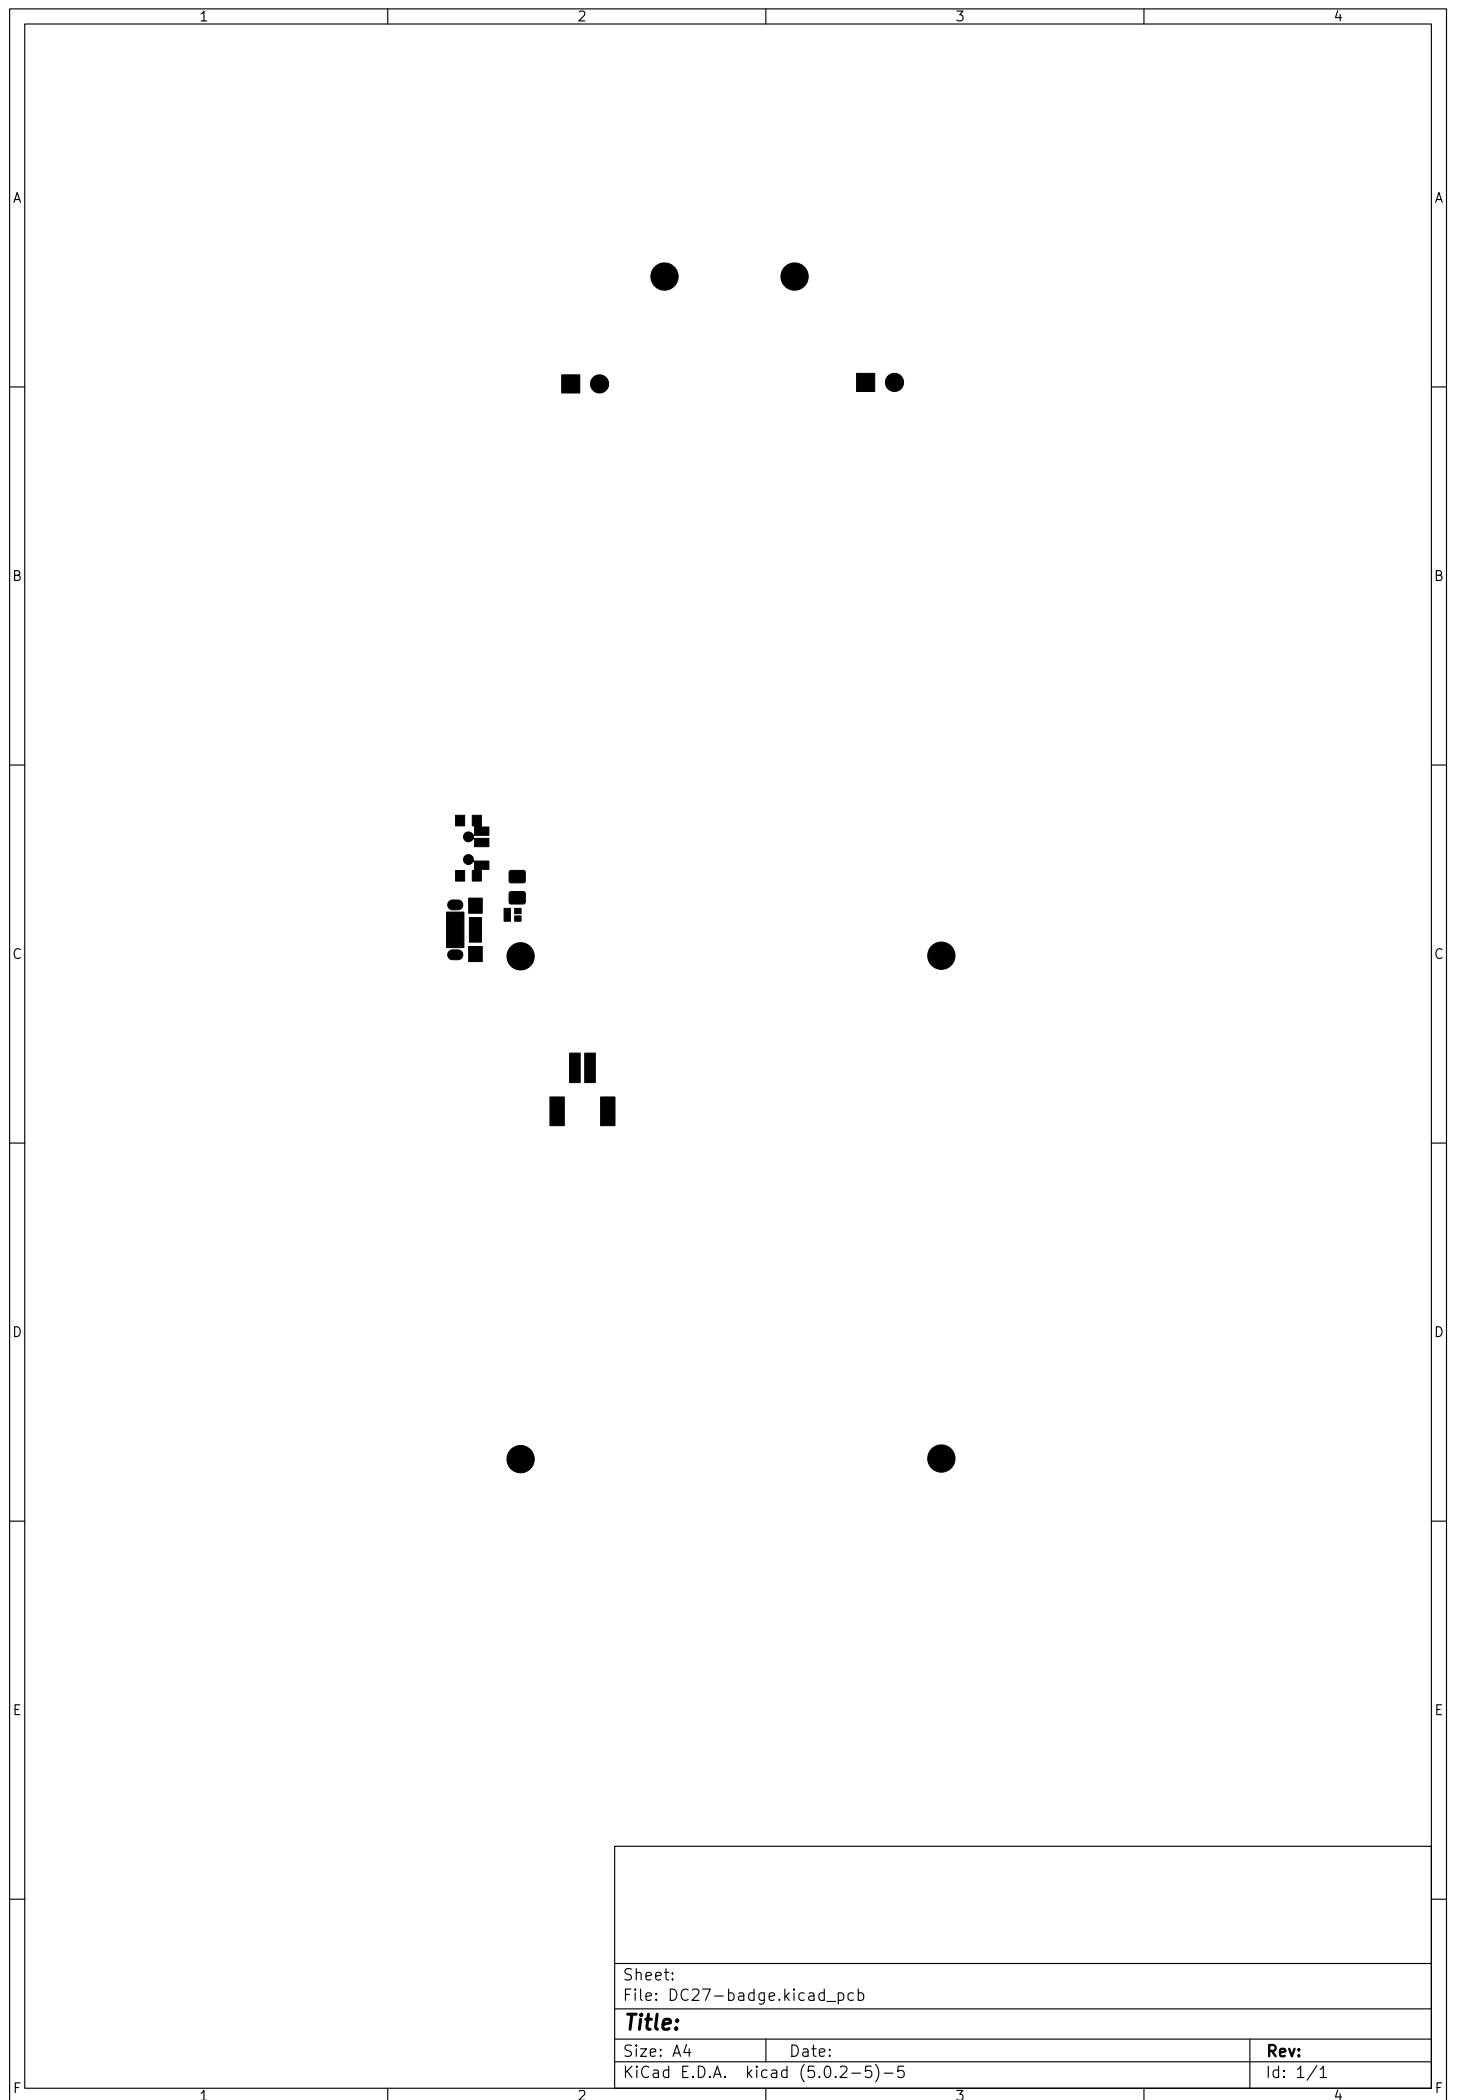 1 2 3 4
A A
B B
C C
D D
E E
Sheet:
File: DC27-badge.kicad_pcb
Title:
Size: A4 Date: Rev:
KiCad E.D.A. kicad (5.0.2-5)-5 Id: 1/1
F F
1 2 3 4